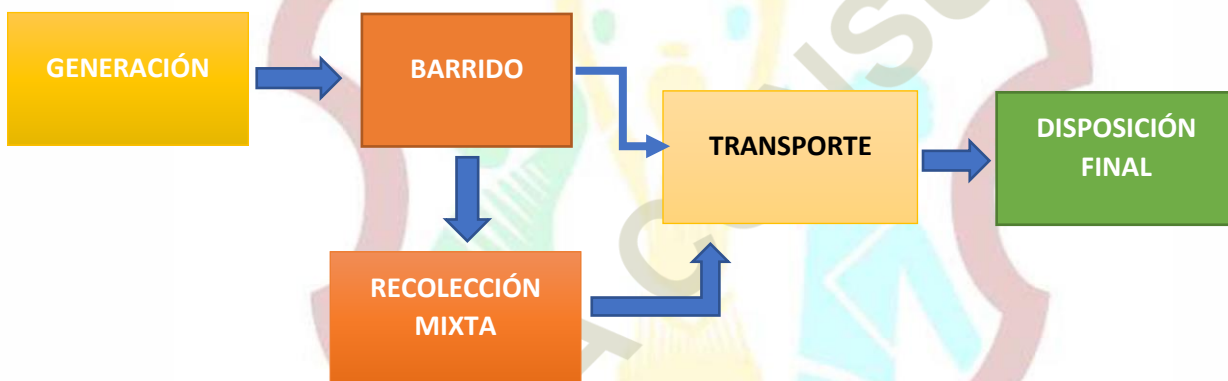 GENERACIÓN
BARRIDO
TRANSPORTE
DISPOSICIÓN
FINAL
RECOLECCIÓN
MIXTA